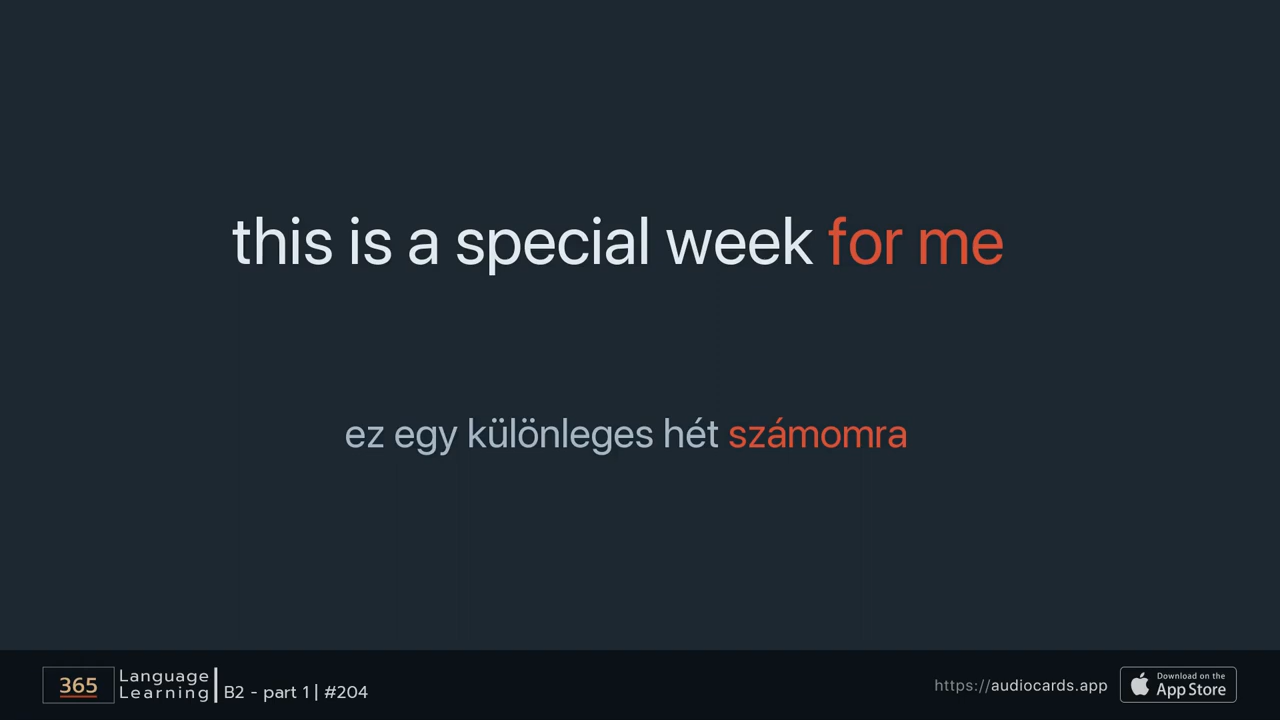 this is a special week for me
ez egy különleges hét számomra
365 Language Learning B2 - part 1 | #204
https://audiocards.app
Download on the
App Store